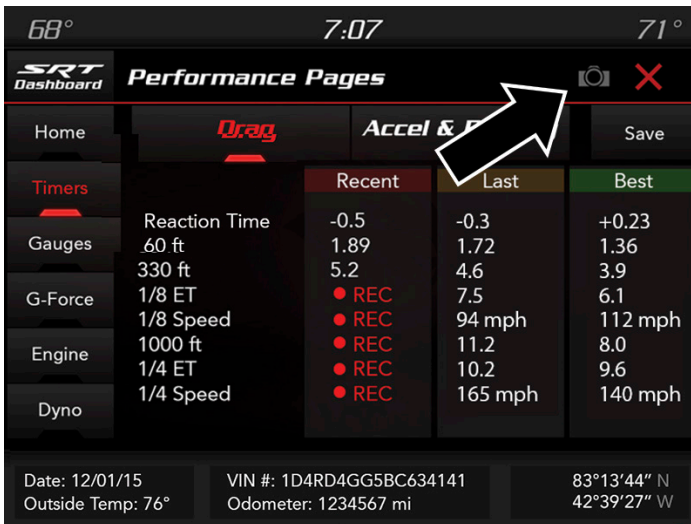 68° 7:07 71°
SRT Dashboard Performance Pages
Home Drag Accel & Save
Timers Recent Last Best
Reaction Time -0.5 -0.3 +0.23
Gauges 60 ft 1.89 1.72 1.36
330 ft 5.2 4.6 3.9
G-Force 1/8 ET REC 7.5 6.1
1/8 Speed REC 94 mph 112 mph
Engine 1000 ft REC 11.2 8.0
1/4 ET REC 10.2 9.6
Dyno 1/4 Speed REC 165 mph 140 mph
Date: 12/01/15 VIN #: 1D4RD4GG5BC634141 83°13'44" N
Outside Temp: 76° Odometer: 1234567 mi 42°39'27" W